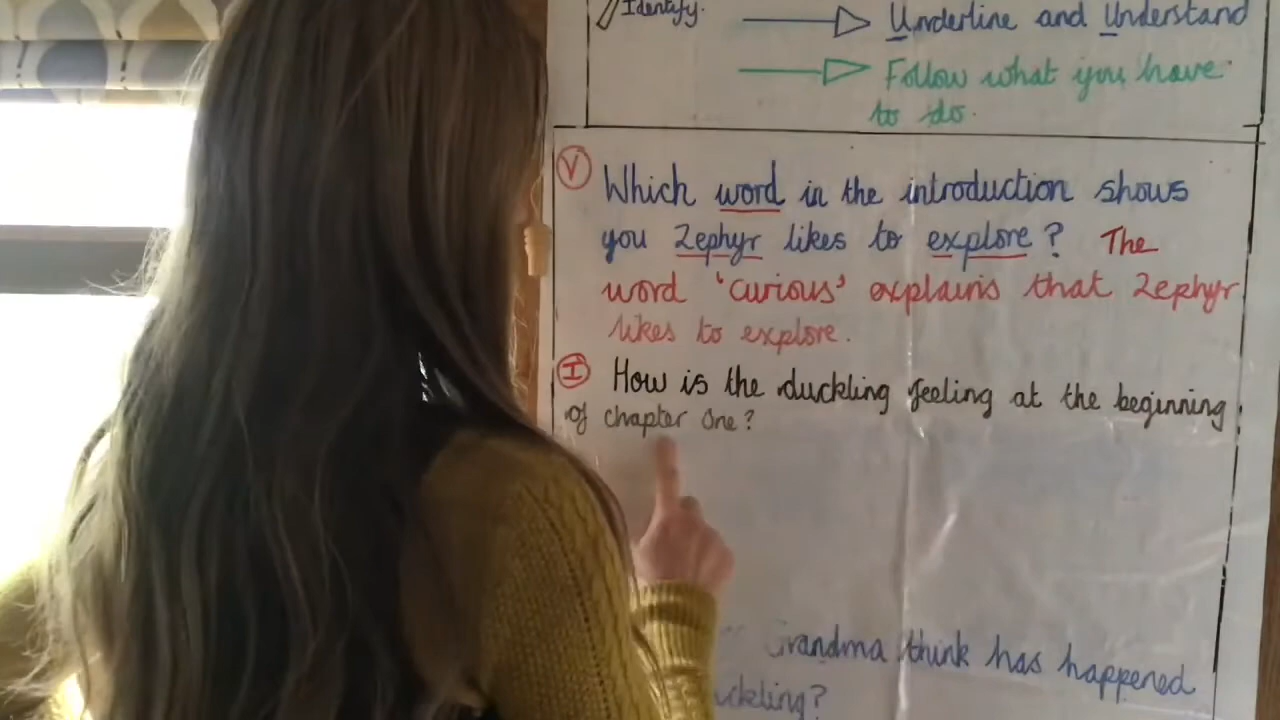 Identify.
Underline and Understand
Follow what you have
to do.
V Which word in the introduction shows
you Zephyr likes to explore? The
word 'curious' explains that Zephyr
likes to explore.
I How is the duckling feeling at the beginning
of chapter one?
Grandma think has happened
uckling?